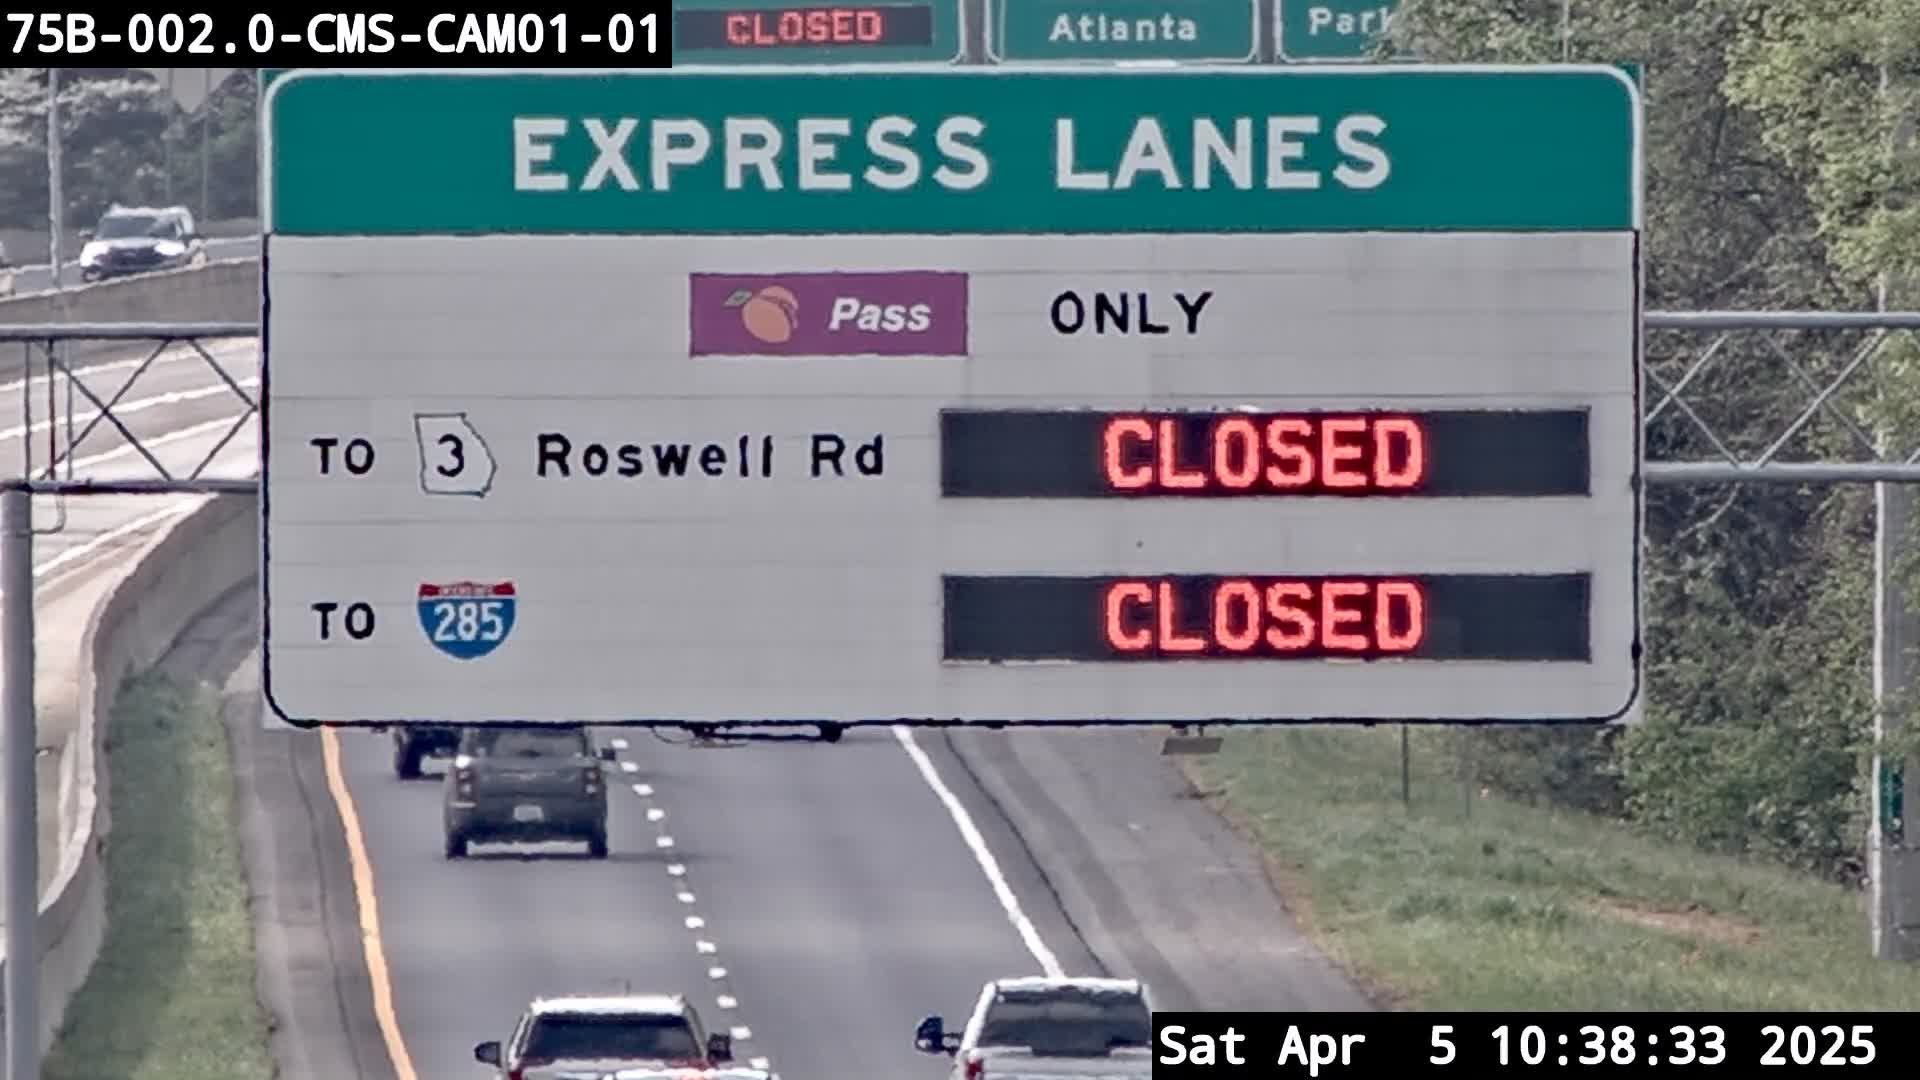 75B-002.0-CMS-CAM01-01
CLOSED
Atlanta
Park
EXPRESS LANES
Pass ONLY
TO 3 Roswell Rd CLOSED
TO 285 CLOSED
Sat Apr 5 10:38:33 2025